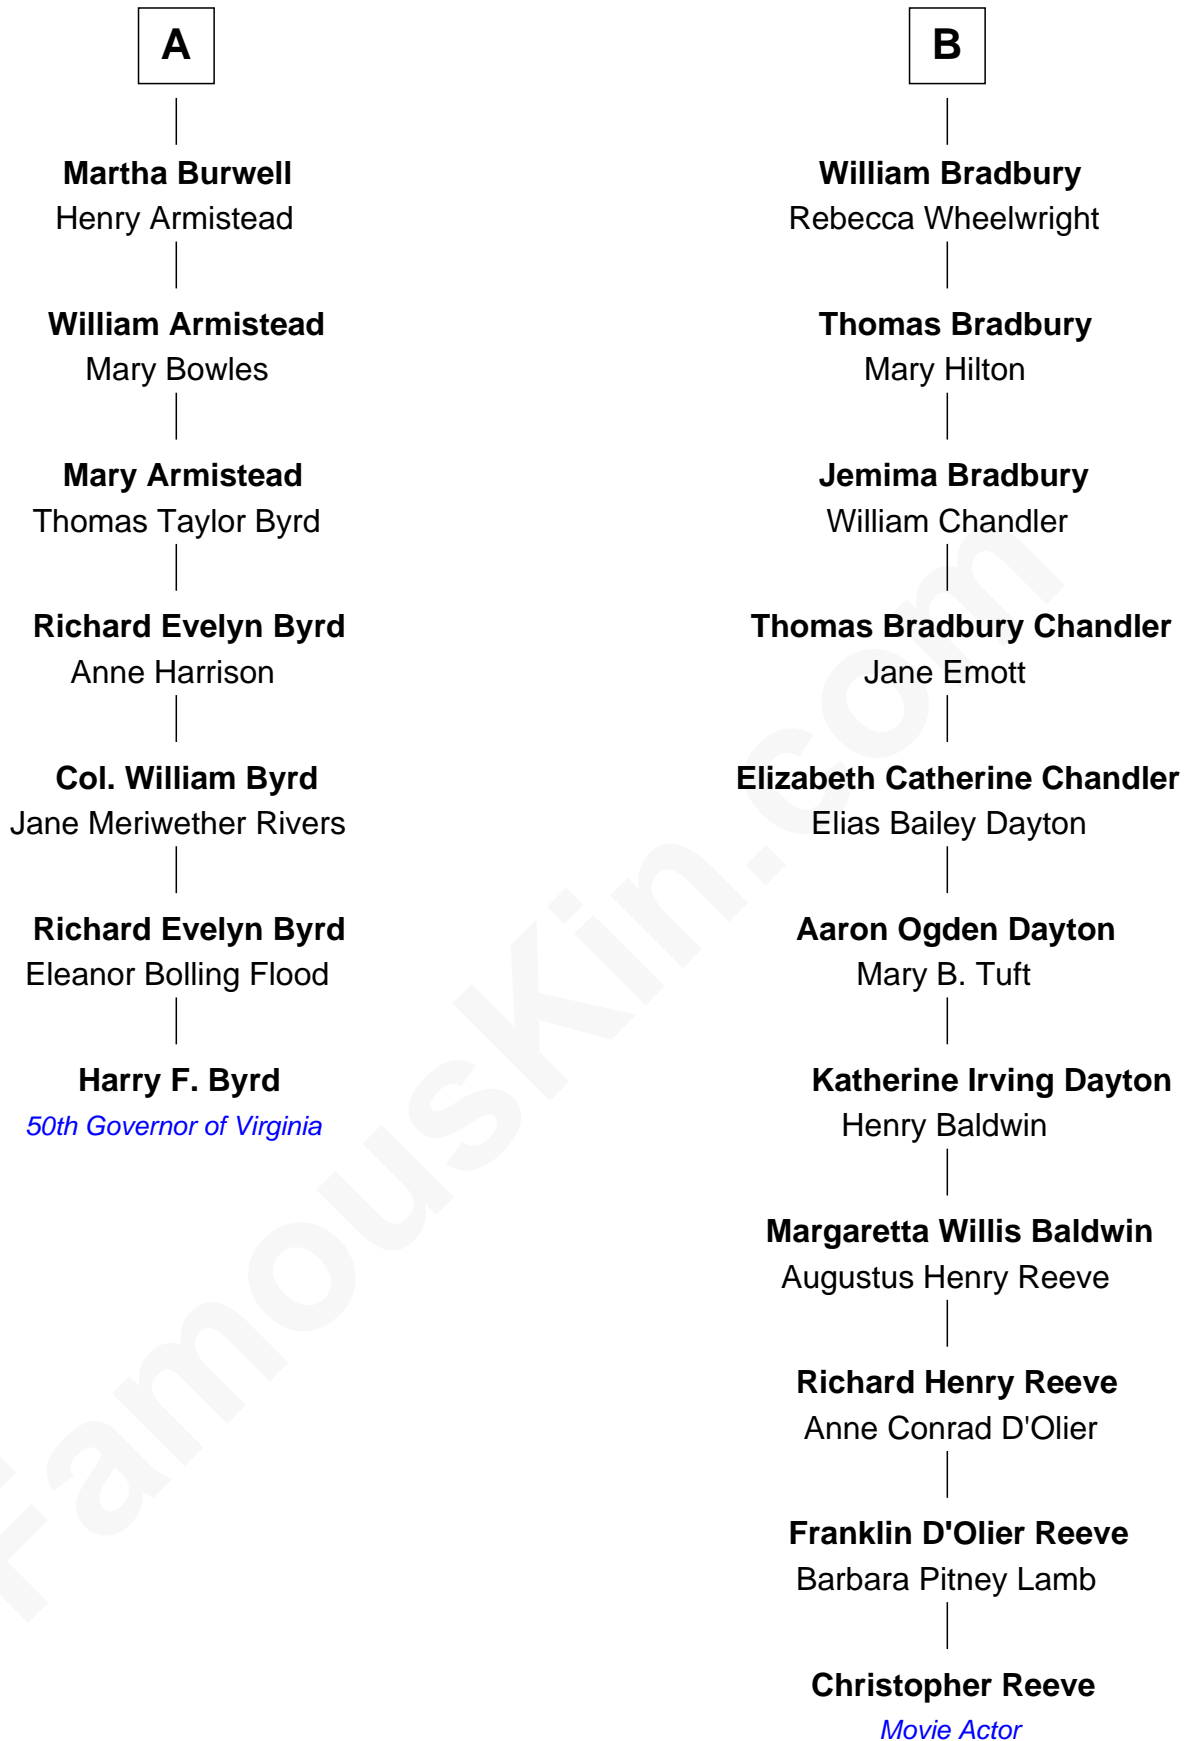 A
Martha Burwell
Henry Armistead
William Armistead
Mary Bowles
Mary Armistead
Thomas Taylor Byrd
Richard Evelyn Byrd
Anne Harrison
Col. William Byrd
Jane Meriwether Rivers
Richard Evelyn Byrd
Eleanor Bolling Flood
Harry F. Byrd
50th Governor of Virginia
B
William Bradbury
Rebecca Wheelwright
Thomas Bradbury
Mary Hilton
Jemima Bradbury
William Chandler
Thomas Bradbury Chandler
Jane Emott
Elizabeth Catherine Chandler
Elias Bailey Dayton
Aaron Ogden Dayton
Mary B. Tuft
Katherine Irving Dayton
Henry Baldwin
Margaretta Willis Baldwin
Augustus Henry Reeve
Richard Henry Reeve
Anne Conrad D'Olier
Franklin D'Olier Reeve
Barbara Pitney Lamb
Christopher Reeve
Movie Actor
FamousKin.com